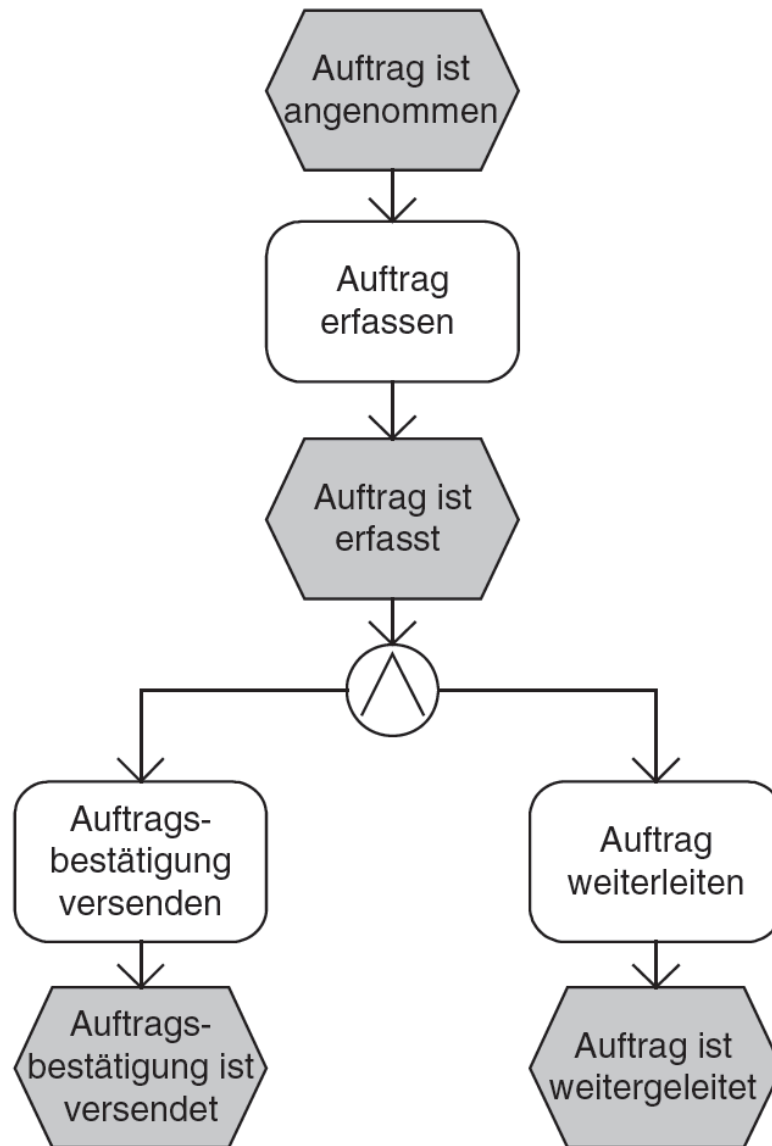 Auftrag ist
angenommen
Auftrag
erfassen
Auftrag ist
erfasst
Auftrags-
bestätigung
versenden
Auftrag
weiterleiten
Auftrags-
bestätigung ist
versendet
Auftrag ist
weitergeleitet